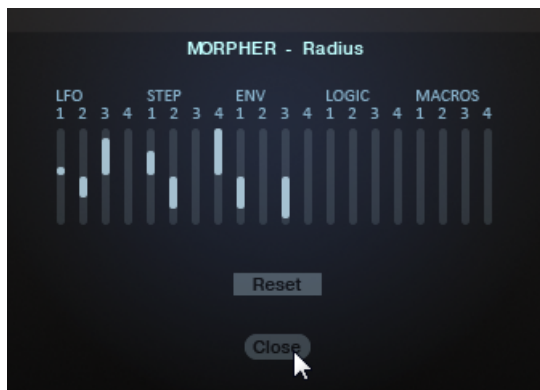 MORPHER - Radius
LFO STEP ENV LOGIC MACROS
1 2 3 4 1 2 3 4 1 2 3 4 1 2 3 4 1 2 3 4
Reset
Close